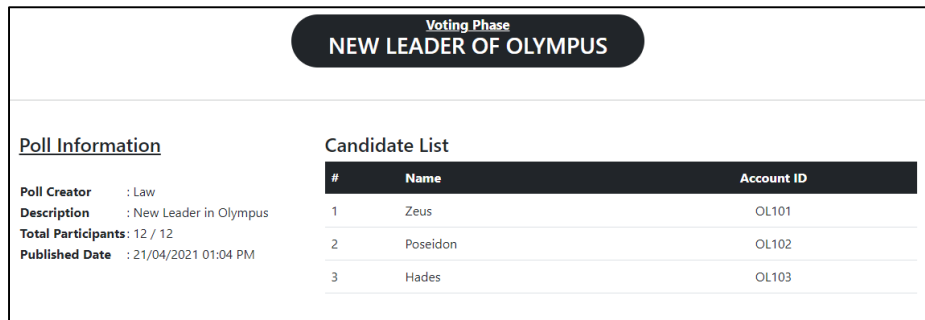 Voting Phase
NEW LEADER OF OLYMPUS
Poll Information
Poll Creator : Law
Description : New Leader in Olympus
Total Participants: 12 / 12
Published Date : 21/04/2021 01:04 PM
Candidate List
# Name Account ID
1 Zeus OL101
2 Poseidon OL102
3 Hades OL103